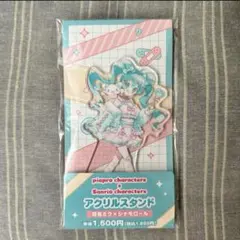 piapro characters
×
Sanrio characters
アクリルスタンド
初音ミク×シナモロール
1,500円